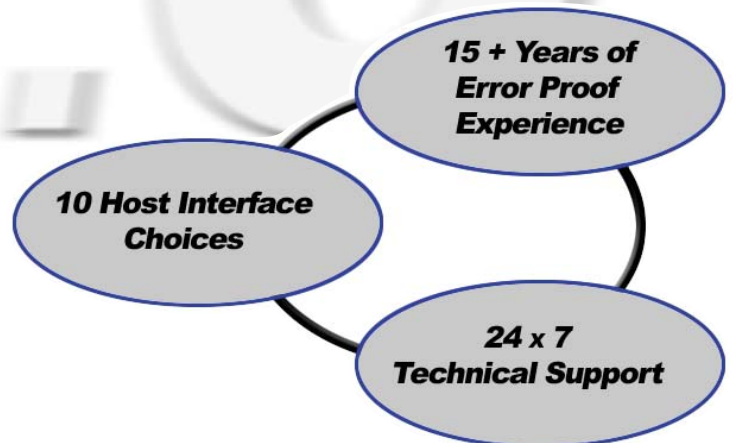 15 + Years of
Error Proof
Experience
10 Host Interface
Choices
24 x 7
Technical Support